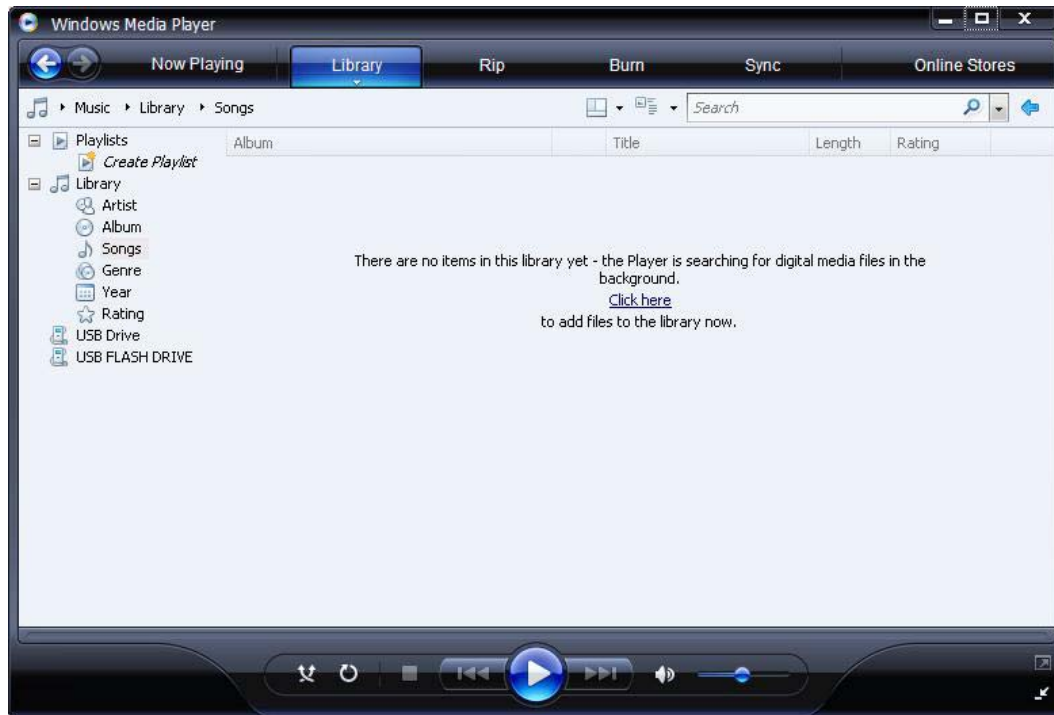 Windows Media Player
Now Playing Library Rip Burn Sync Online Stores
Music Library Songs Search
Playlists
Create Playlist
Library
Artist
Album
Songs
Genre
Year
Rating
USB Drive
USB FLASH DRIVE
Album Title Length Rating
There are no items in this library yet - the Player is searching for digital media files in the
background.
Click here
to add files to the library now.